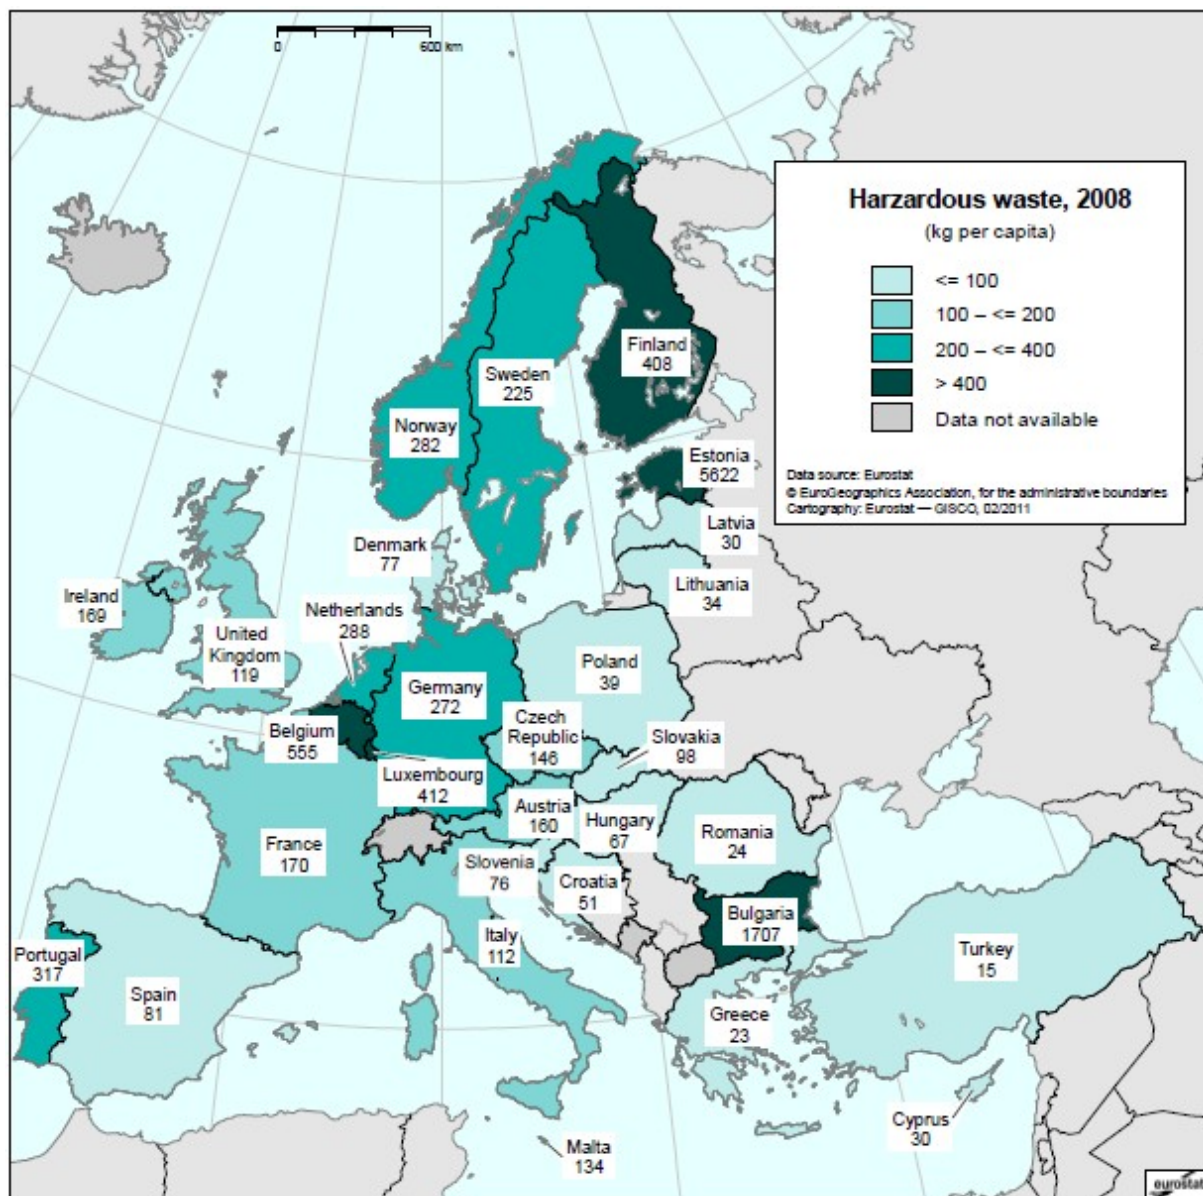 0 600 km
Harzardous waste, 2008
(kg per capita)
<= 100
100 – <= 200
200 – <= 400
> 400
Data not available
Data source: Eurostat
© EuroGeographics Association, for the administrative boundaries
Cartography: Eurostat — GISCO, 02/2011
Finland
408
Sweden
225
Norway
282
Estonia
5622
Latvia
30
Denmark
77
Lithuania
34
Ireland
169
Netherlands
288
United
Kingdom
119
Poland
39
Germany
272
Belgium
555
Czech
Republic
146
Slovakia
98
Luxembourg
412
Austria
160
Hungary
67
Romania
24
France
170
Slovenia
76
Croatia
51
Bulgaria
1707
Italy
112
Turkey
15
Portugal
317
Spain
81
Greece
23
Cyprus
30
Malta
134
eurostat